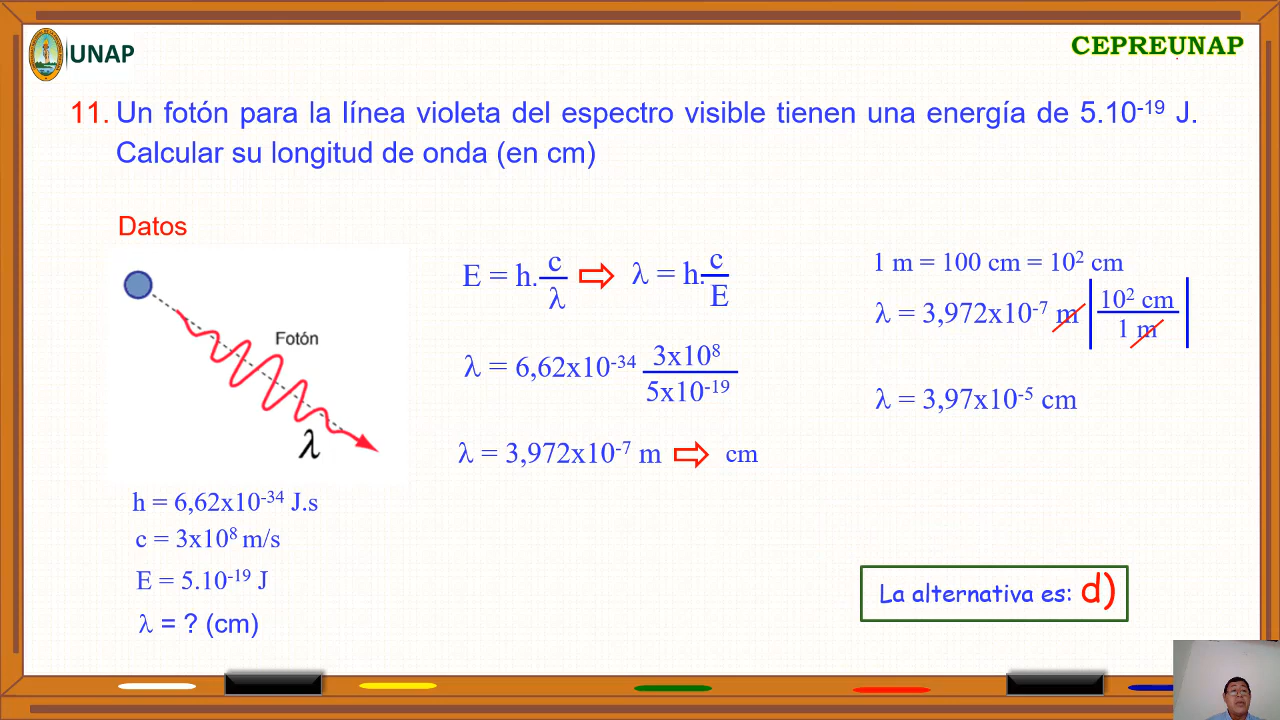 UNAP
CEPREUNAP
11. Un fotón para la línea violeta del espectro visible tienen una energía de 5.10⁻¹⁹ J.
Calcular su longitud de onda (en cm)
Datos
Fotón
λ
h = 6,62x10⁻³⁴ J.s
c = 3x10⁸ m/s
E = 5.10⁻¹⁹ J
λ = ? (cm)
E = h.c/λ ⇨ λ = h.c/E
λ = 6,62x10⁻³⁴ 3x10⁸/5x10⁻¹⁹
λ = 3,972x10⁻⁷ m ⇨ cm
1 m = 100 cm = 10² cm
λ = 3,972x10⁻⁷ m |10² cm/1 m|
λ = 3,97x10⁻⁵ cm
La alternativa es: d)